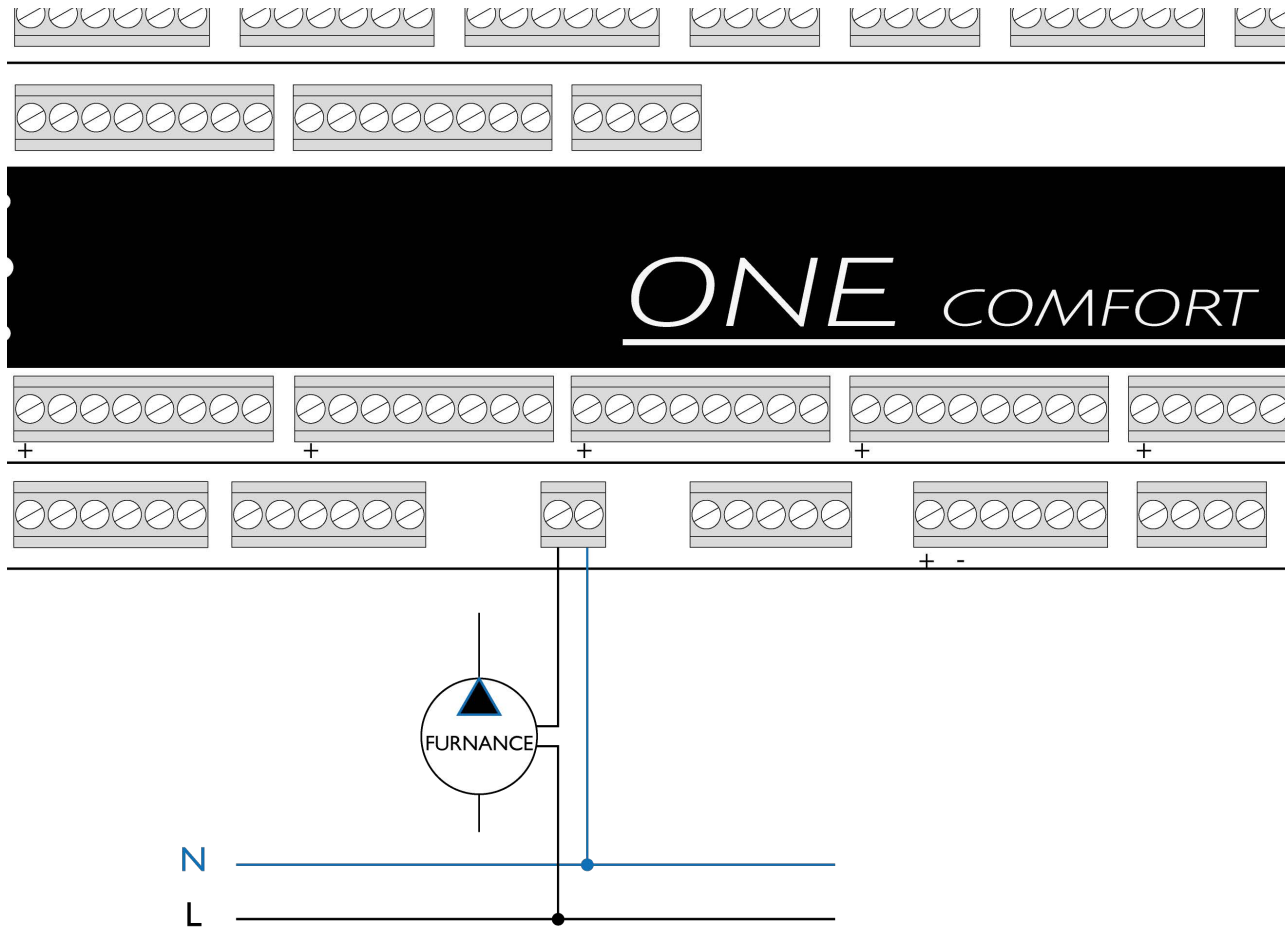 ONE COMFORT
+ + + + +
+ -
FURNANCE
N
L